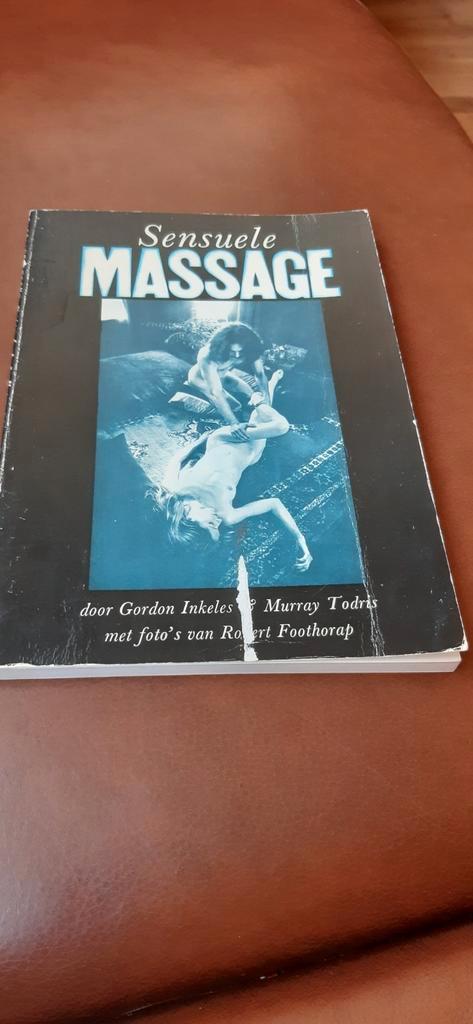 Sensuele
MASSAGE
door Gordon Inkeles & Murray Todris
met foto's van Robert Foothorap